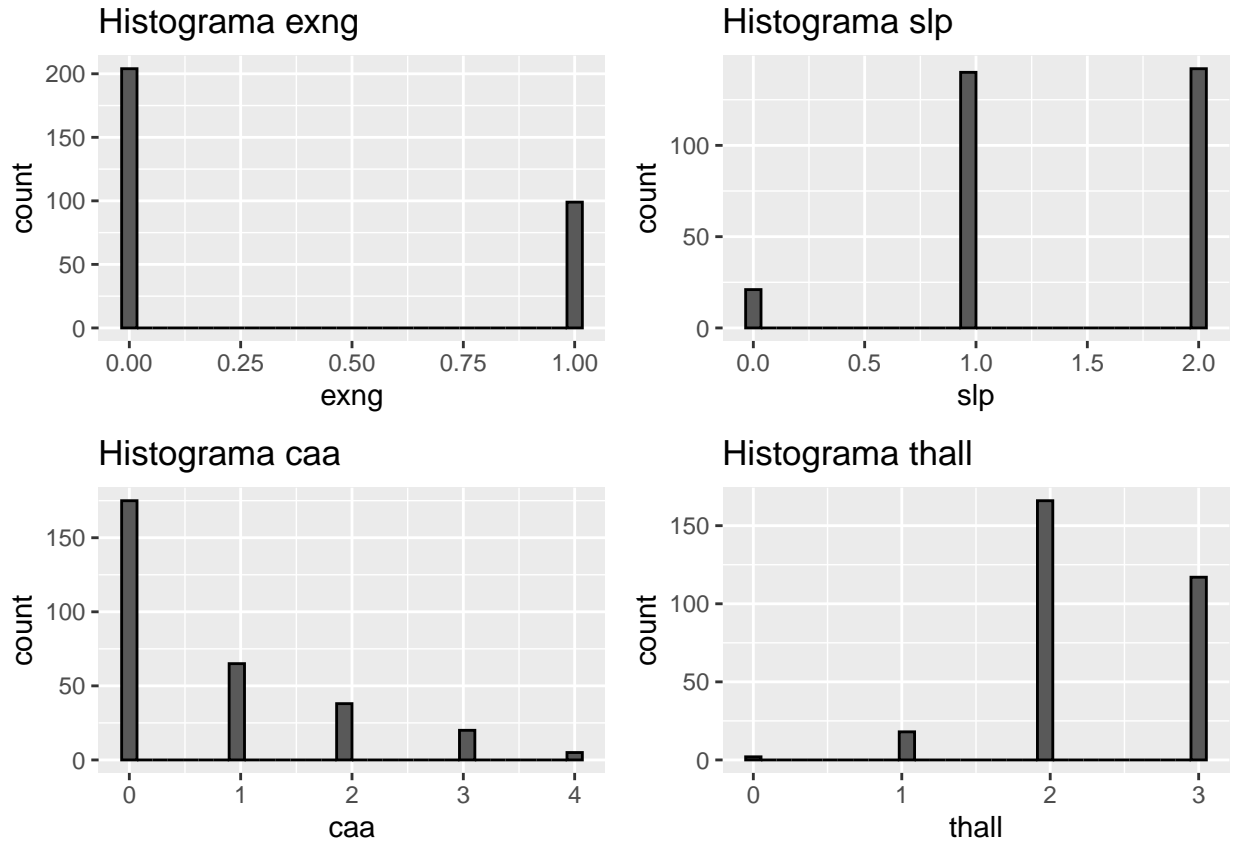 Histograma exng
200
150
100
50
0
count
0.00 0.25 0.50 0.75 1.00
exng
Histograma slp
100
50
0
count
0.0 0.5 1.0 1.5 2.0
slp
Histograma caa
150
100
50
0
count
0 1 2 3 4
caa
Histograma thall
150
100
50
0
count
0 1 2 3
thall